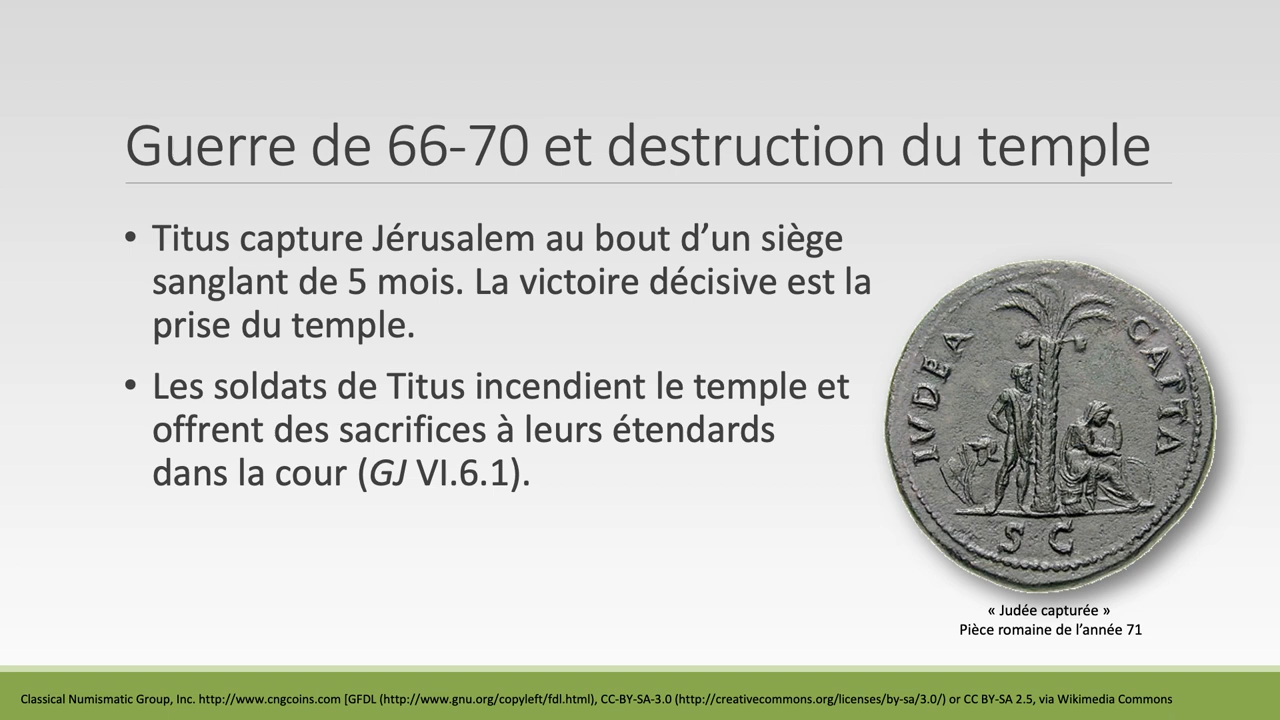 Guerre de 66-70 et destruction du temple
• Titus capture Jérusalem au bout d’un siège
sanglant de 5 mois. La victoire décisive est la
prise du temple.
• Les soldats de Titus incendient le temple et
offrent des sacrifices à leurs étendards
dans la cour (GJ VI.6.1).
IVDEA CAPTA
S C
« Judée capturée »
Pièce romaine de l’année 71
Classical Numismatic Group, Inc. http://www.cngcoins.com [GFDL (http://www.gnu.org/copyleft/fdl.html), CC-BY-SA-3.0 (http://creativecommons.org/licenses/by-sa/3.0/) or CC BY-SA 2.5, via Wikimedia Commons